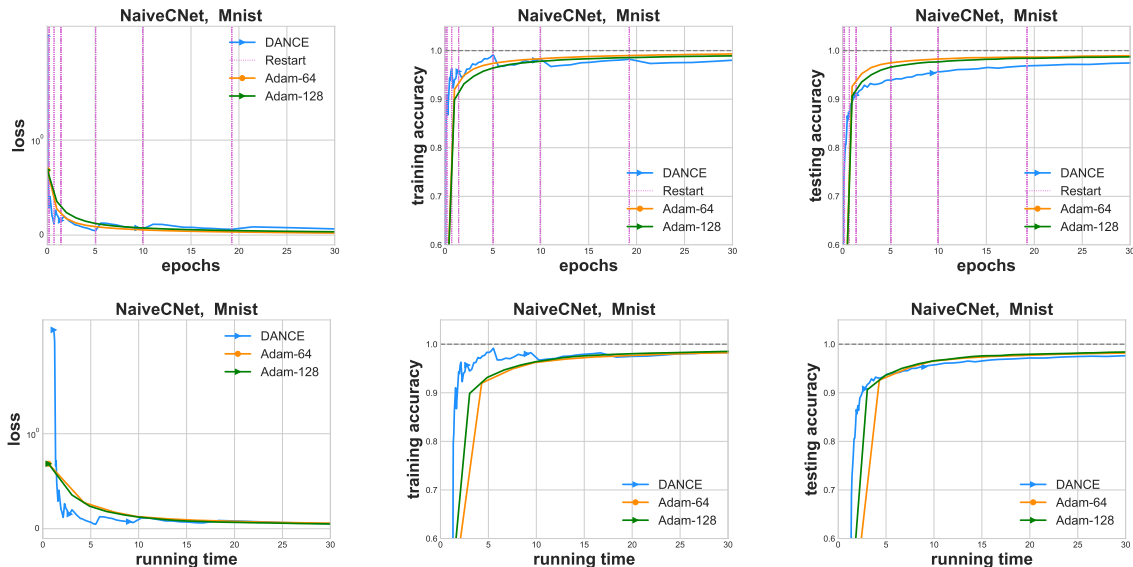 NaiveCNet, Mnist
DANCE
Restart
Adam-64
Adam-128
loss
10⁰
0
0 5 10 15 20 25 30
epochs
NaiveCNet, Mnist
1.0
0.9
0.8
0.7
0.6
training accuracy
DANCE
Restart
Adam-64
Adam-128
0 5 10 15 20 25 30
epochs
NaiveCNet, Mnist
1.0
0.9
0.8
0.7
0.6
testing accuracy
DANCE
Restart
Adam-64
Adam-128
0 5 10 15 20 25 30
epochs
NaiveCNet, Mnist
DANCE
Adam-64
Adam-128
loss
10⁰
0
0 5 10 15 20 25 30
running time
NaiveCNet, Mnist
1.0
0.9
0.8
0.7
0.6
training accuracy
DANCE
Adam-64
Adam-128
0 5 10 15 20 25 30
running time
NaiveCNet, Mnist
1.0
0.9
0.8
0.7
0.6
testing accuracy
DANCE
Adam-64
Adam-128
0 5 10 15 20 25 30
running time